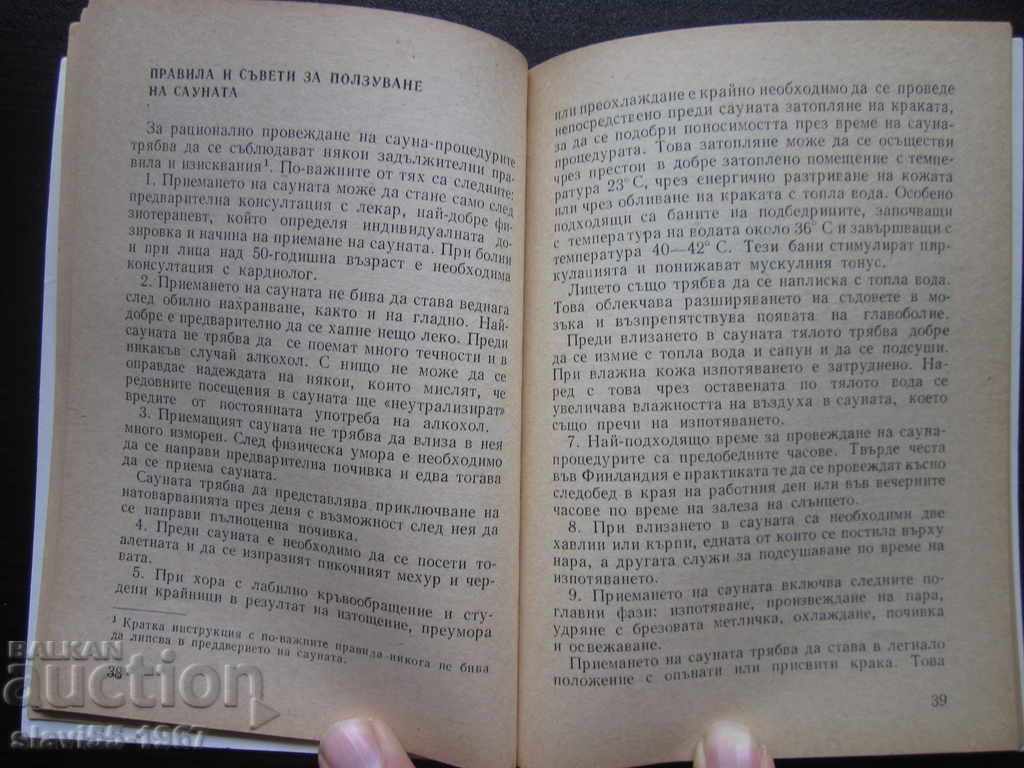 ПРАВИЛА И СЪВЕТИ ЗА ПОЛЗУВАНЕ
НА САУНАТА
За рационално провеждане на сауна-процедурите
трябва да се съблюдават някои задължителни пра-
вила и изисквания¹. По-важните от тях са следните:
1. Приемането на сауната може да стане само след
предварителна консултация с лекар, най-добре фи-
зиотерапевт, който определя индивидуалната до-
зировка и начина на приемане на сауната. При болни
и при лица над 50-годишна възраст е необходима
консултация с кардиолог.
2. Приемането на сауната не бива да става веднага
след обилно нахранване, както и на гладно. Най-
добре е предварително да се хапне нещо леко. Преди
сауната не трябва да се поемат много течности и в
никакъв случай алкохол. С нищо не може да се
оправдае надеждата на някои, които мислят, че
редовните посещения в сауната ще «неутрализират»
вредите от постоянната употреба на алкохол.
3. Приемащият сауната не трябва да влиза в нея
много изморен. След физическа умора е необходимо
да се направи предварителна почивка и едва тогава
да се приема сауната.
Сауната трябва да представлява приключване на
натоварванията през деня с възможност след нея да
се направи пълноценна почивка.
4. Преди сауната е необходимо да се посети то-
алетната и да се изпразнят пикочният мехур и чер-
вата.
5. При хора с лабилно кръвообращение и сту-
дени крайници в резултат на изтощение, преумора
¹ Кратка инструкция с по-важните правила никога не бива
да липсва в преддверието на сауната.
38
или преохлаждане е крайно необходимо да се проведе
непосредствено преди сауната затопляне на краката,
за да се подобри поносимостта през време на сауна-
процедурата. Това затопляне може да се осъществи
чрез престой в добре затоплено помещение с темпе-
ратура 23° С, чрез енергично разтриване на кожата
или чрез обливане на краката с топла вода. Особено
подходящи са баните на подбедриците, започващи
с температура на водата около 36° С и завършващи с
температура 40—42° С. Тези бани стимулират цир-
кулацията и понижават мускулния тонус.
Лицето също трябва да се наплиска с топла вода.
Това облекчава разширяването на съдовете в мо-
зъка и възпрепятствува появата на главоболие.
Преди влизането в сауната тялото трябва добре
да се измие с топла вода и сапун и да се подсуши.
При влажна кожа изпотяването е затруднено. На-
ред с това чрез оставената по тялото вода се
увеличава влажността на въздуха в сауната, което
също пречи на изпотяването.
7. Най-подходящо време за провеждане на сауна-
процедурите са предобедните часове. Твърде честа
във Финландия е практиката те да се провеждат късно
следобед в края на работния ден или във вечерните
часове по време на залеза на слънцето.
8. При влизането в сауната са необходими две
хавлии или кърпи, едната от които се постила върху
нара, а другата служи за подсушаване по време на
изпотяването.
9. Приемането на сауната включва следните по-
главни фази: изпотяване, произвеждане на пара,
удряне с брезовата метличка, охлаждане, почивка
и освежаване.
Приемането на сауната трябва да става в легнало
положение с опънати или присвити крака. Това
39
BALKAN
auction
slavi55-1967